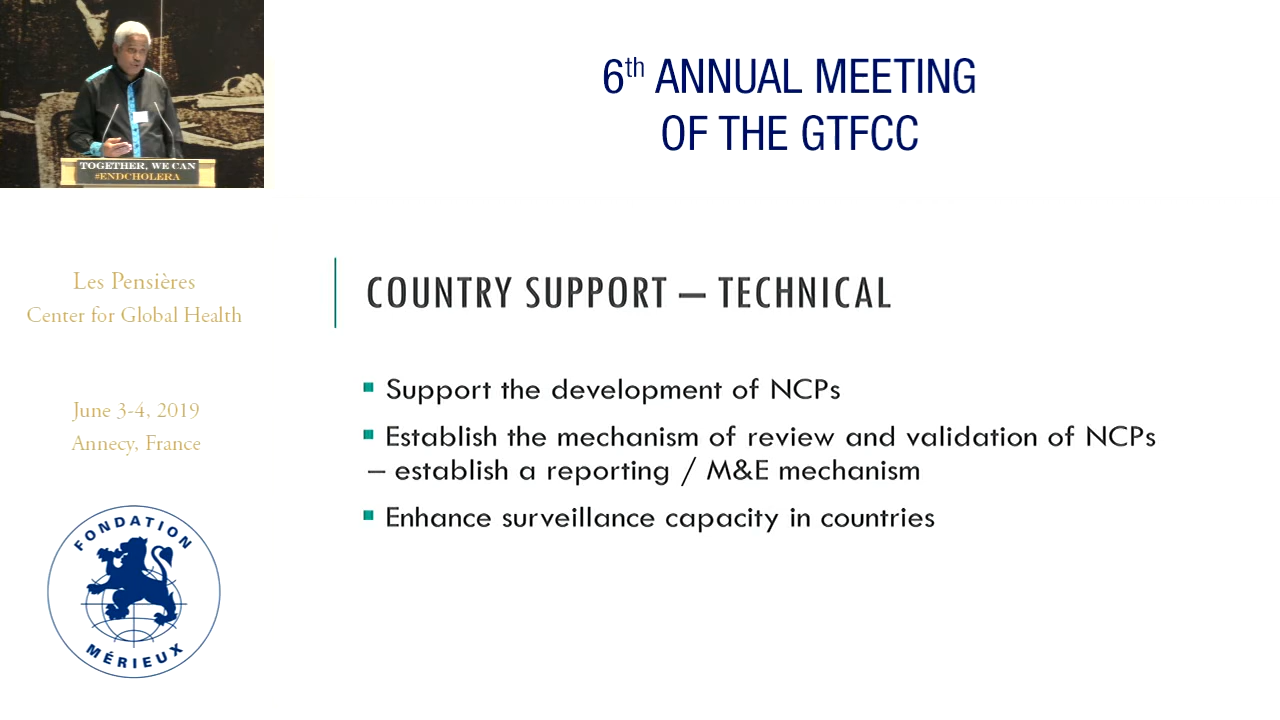 TOGETHER, WE CAN
#ENDCHOLERA
6th ANNUAL MEETING
OF THE GTFCC
Les Pensières
Center for Global Health
June 3-4, 2019
Annecy, France
FONDATION
MÉRIEUX
COUNTRY SUPPORT – TECHNICAL
Support the development of NCPs
Establish the mechanism of review and validation of NCPs
– establish a reporting / M&E mechanism
Enhance surveillance capacity in countries